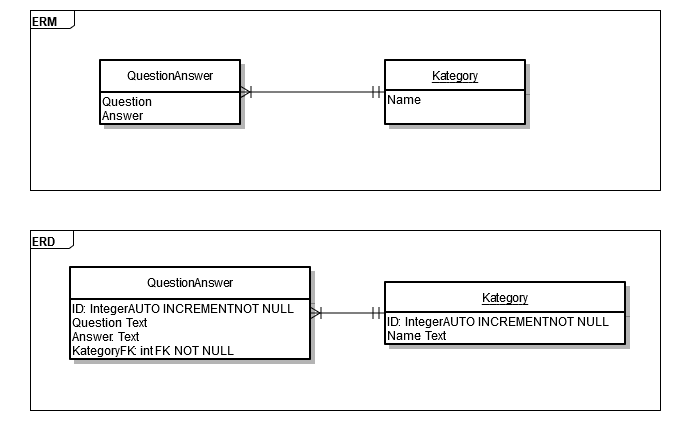 ERM
QuestionAnswer
Question
Answer
Kategory
Name
ERD
QuestionAnswer
ID: IntegerAUTO INCREMENTNOT NULL
Question: Text
Answer: Text
KategoryFK: int FK NOT NULL
Kategory
ID: IntegerAUTO INCREMENTNOT NULL
Name Text